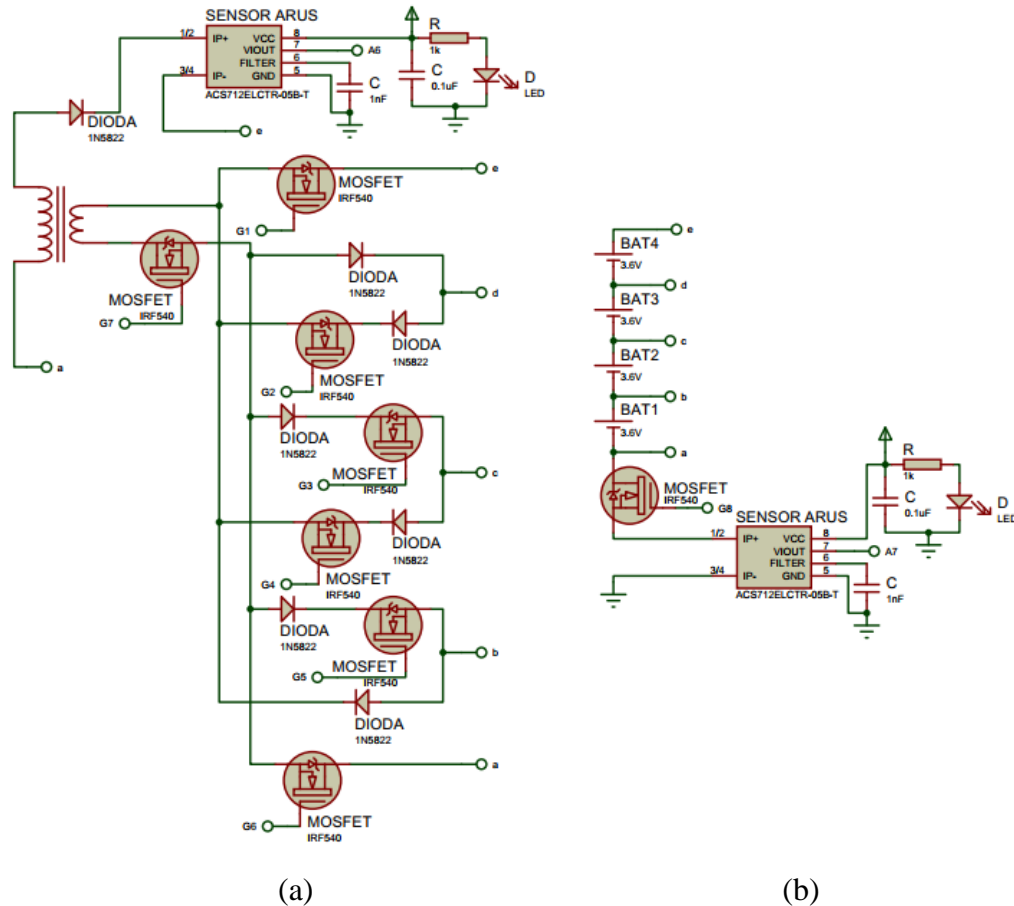 SENSOR ARUS
1/2 IP+ VCC 8
VIOUT 7 A6
FILTER 6
3/4 IP- GND 5
ACS712ELCTR-05B-T
R
1k
C
0.1uF
D
LED
C
1nF
DIODA
1N5822
e
a
MOSFET
IRF540
G1
e
MOSFET
IRF540
G7
DIODA
1N5822
d
DIODA
1N5822
MOSFET
IRF540
G2
DIODA
1N5822
MOSFET
IRF540
G3
c
DIODA
1N5822
MOSFET
IRF540
G4
DIODA
1N5822
MOSFET
IRF540
G5
b
DIODA
1N5822
a
MOSFET
IRF540
G6
e
BAT4
3.6V
d
BAT3
3.6V
c
BAT2
3.6V
b
BAT1
3.6V
a
MOSFET
IRF540
G8
SENSOR ARUS
1/2 IP+ VCC 8
VIOUT 7 A7
FILTER 6
3/4 IP- GND 5
ACS712ELCTR-05B-T
R
1k
C
0.1uF
D
LED
C
1nF
(a) (b)